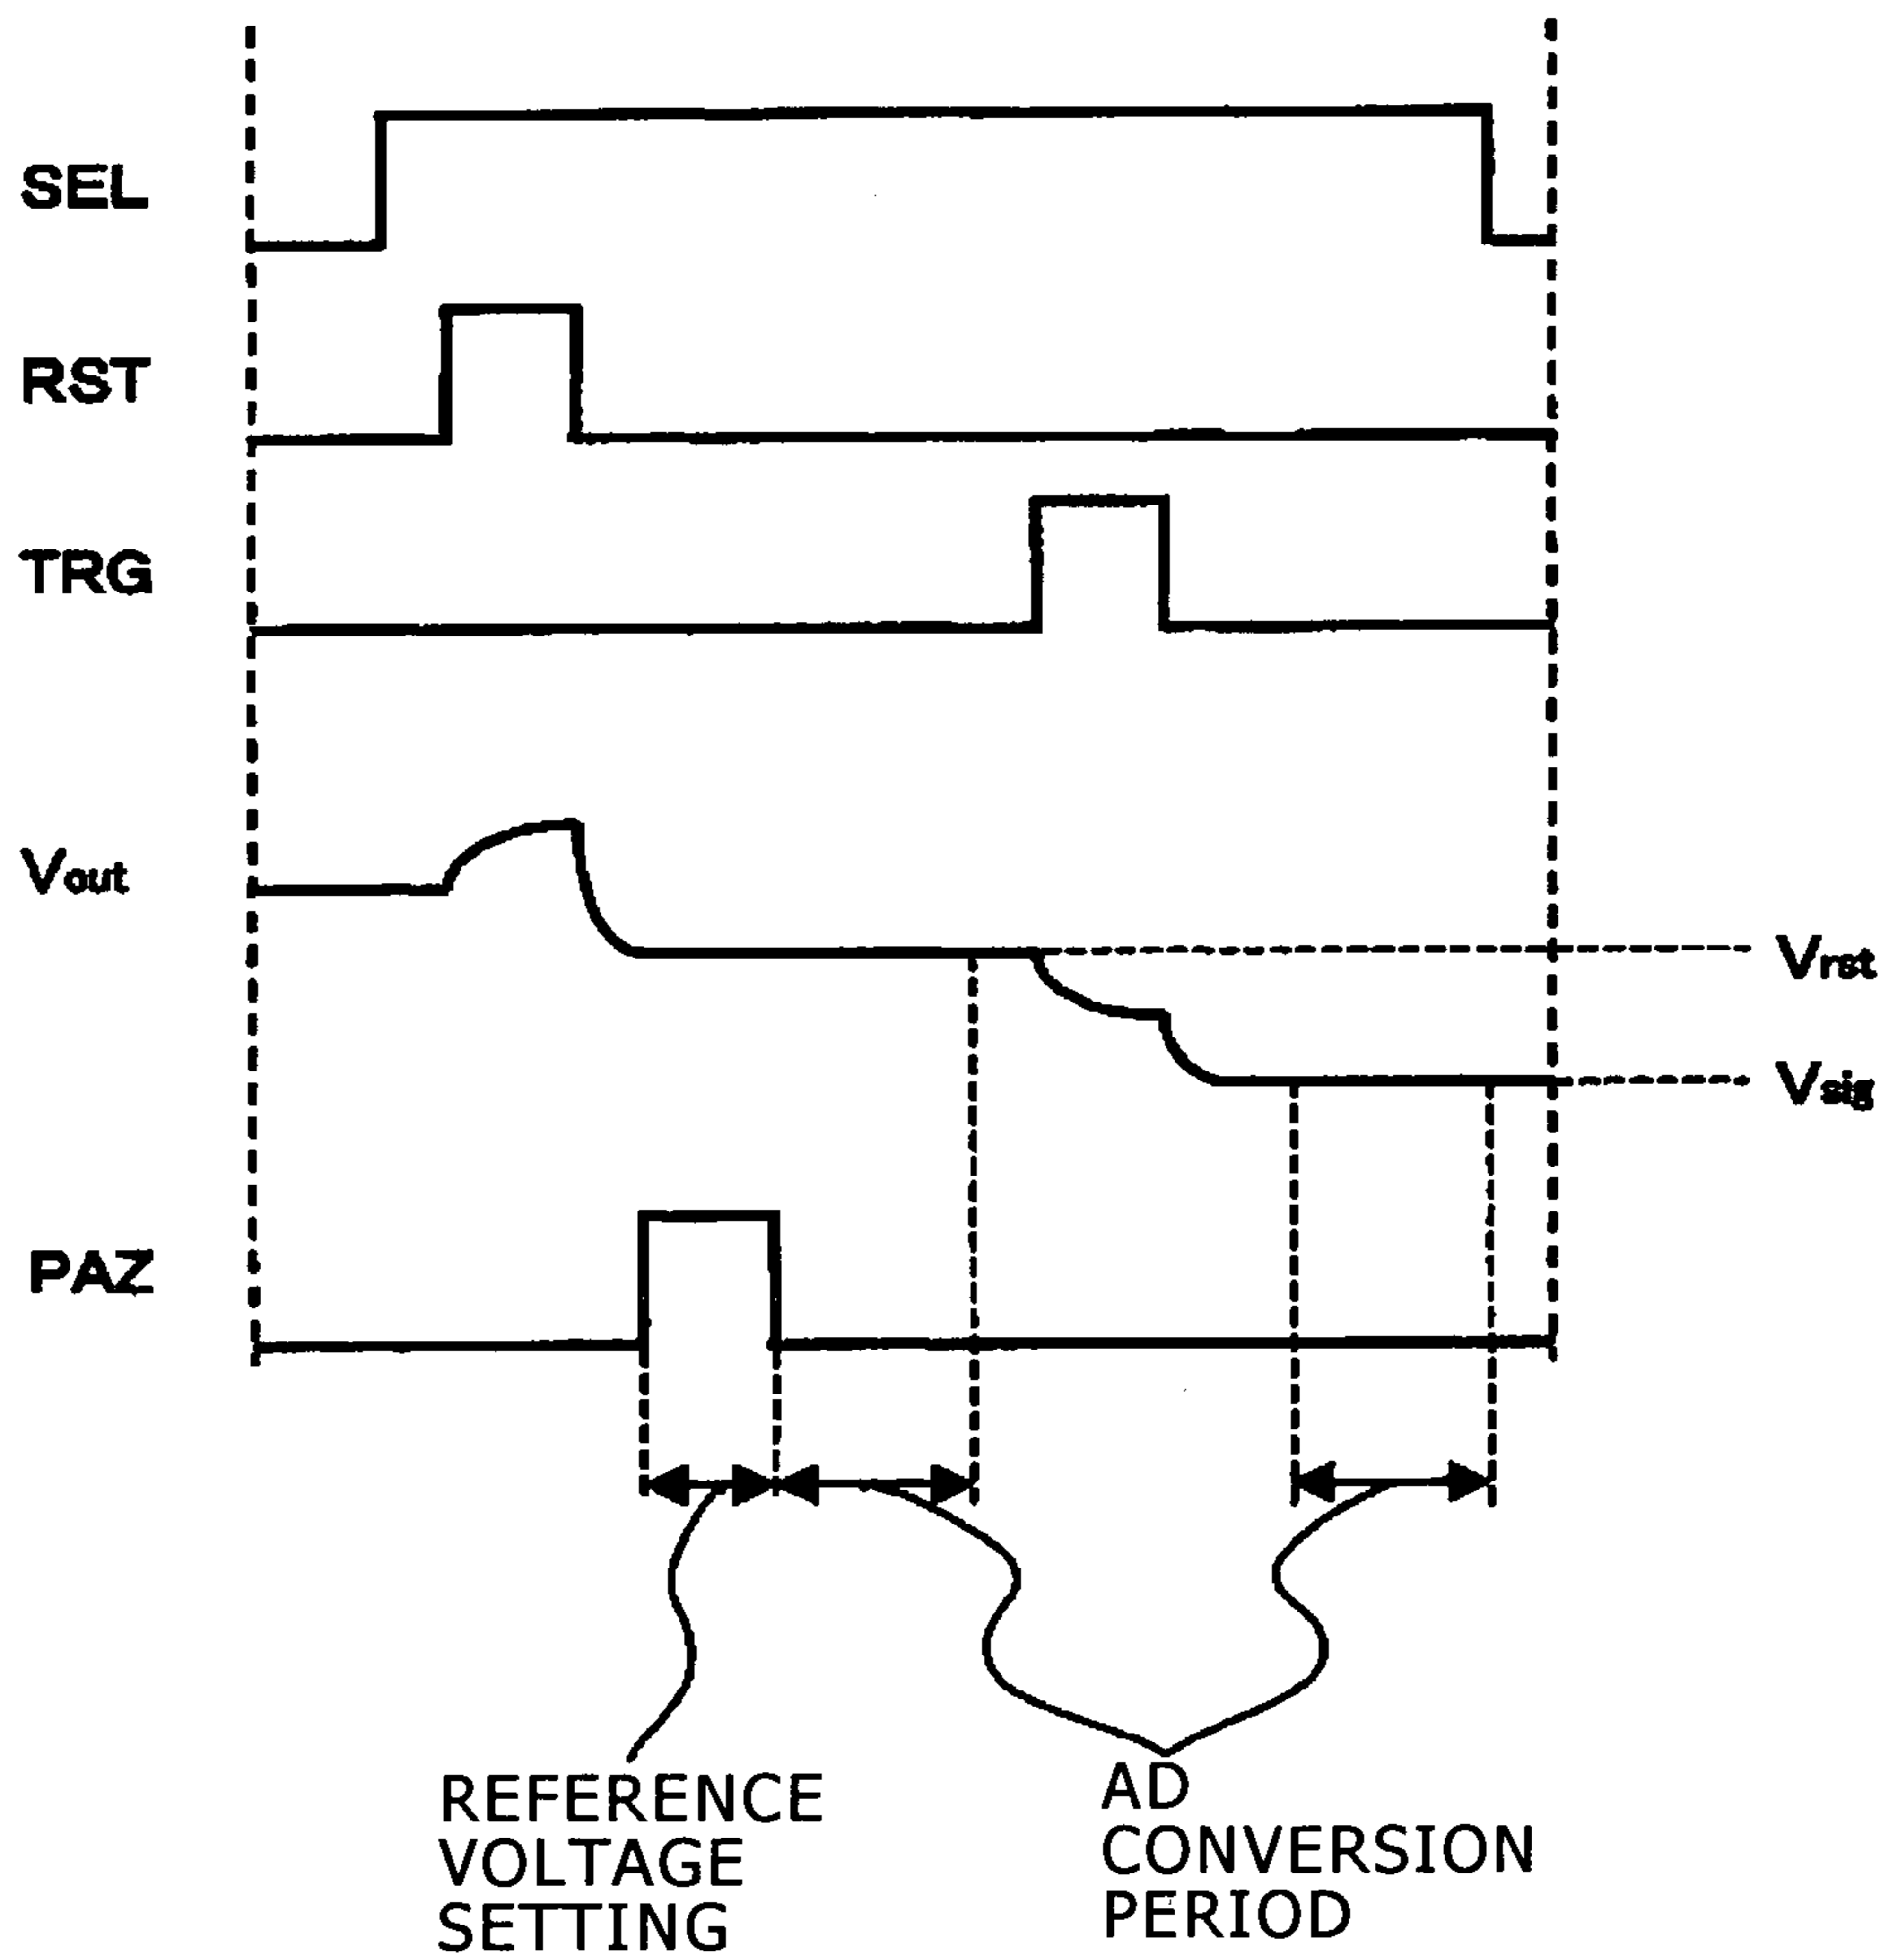 SEL
RST
TRG
Vout
Vrst
Vsig
PAZ
REFERENCE
VOLTAGE
SETTING
AD
CONVERSION
PERIOD